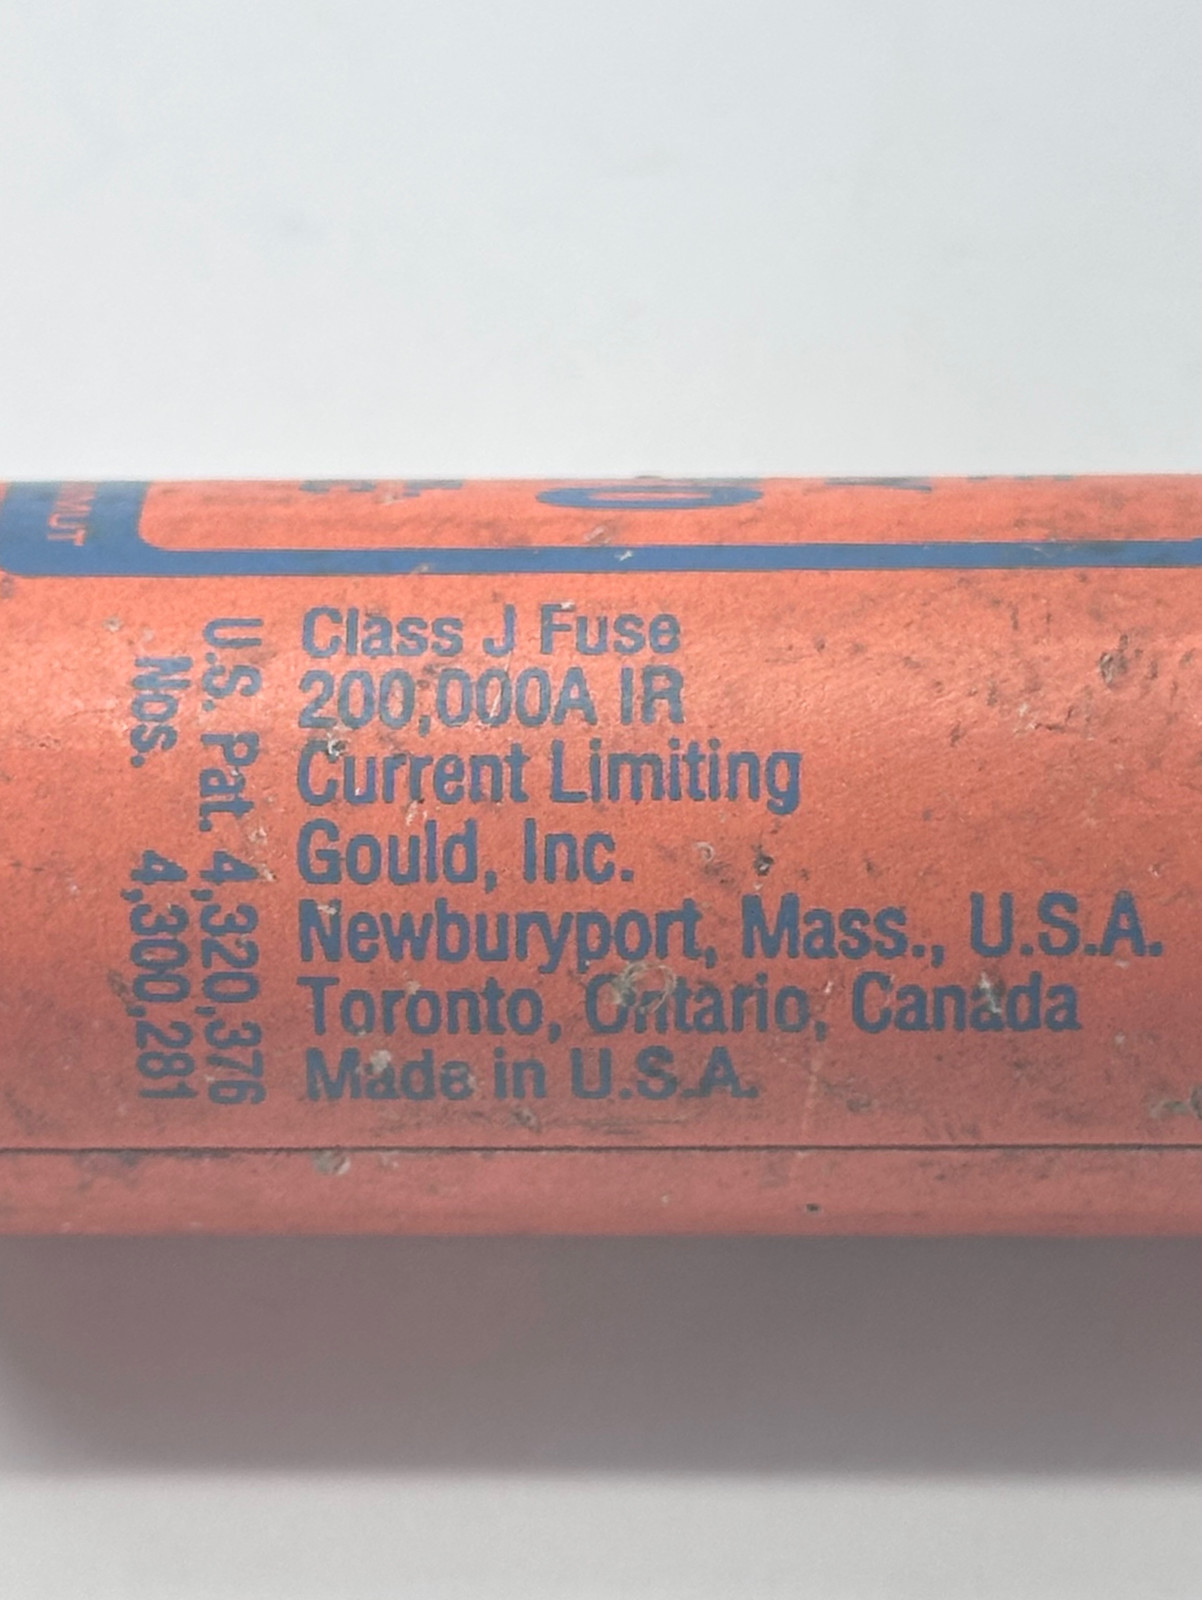 Class J Fuse
200,000A IR
Current Limiting
Gould, Inc.
Newburyport, Mass., U.S.A.
Toronto, Ontario, Canada
Made in U.S.A.
U.S. Pat. 4,320,376
Nos. 4,300,281